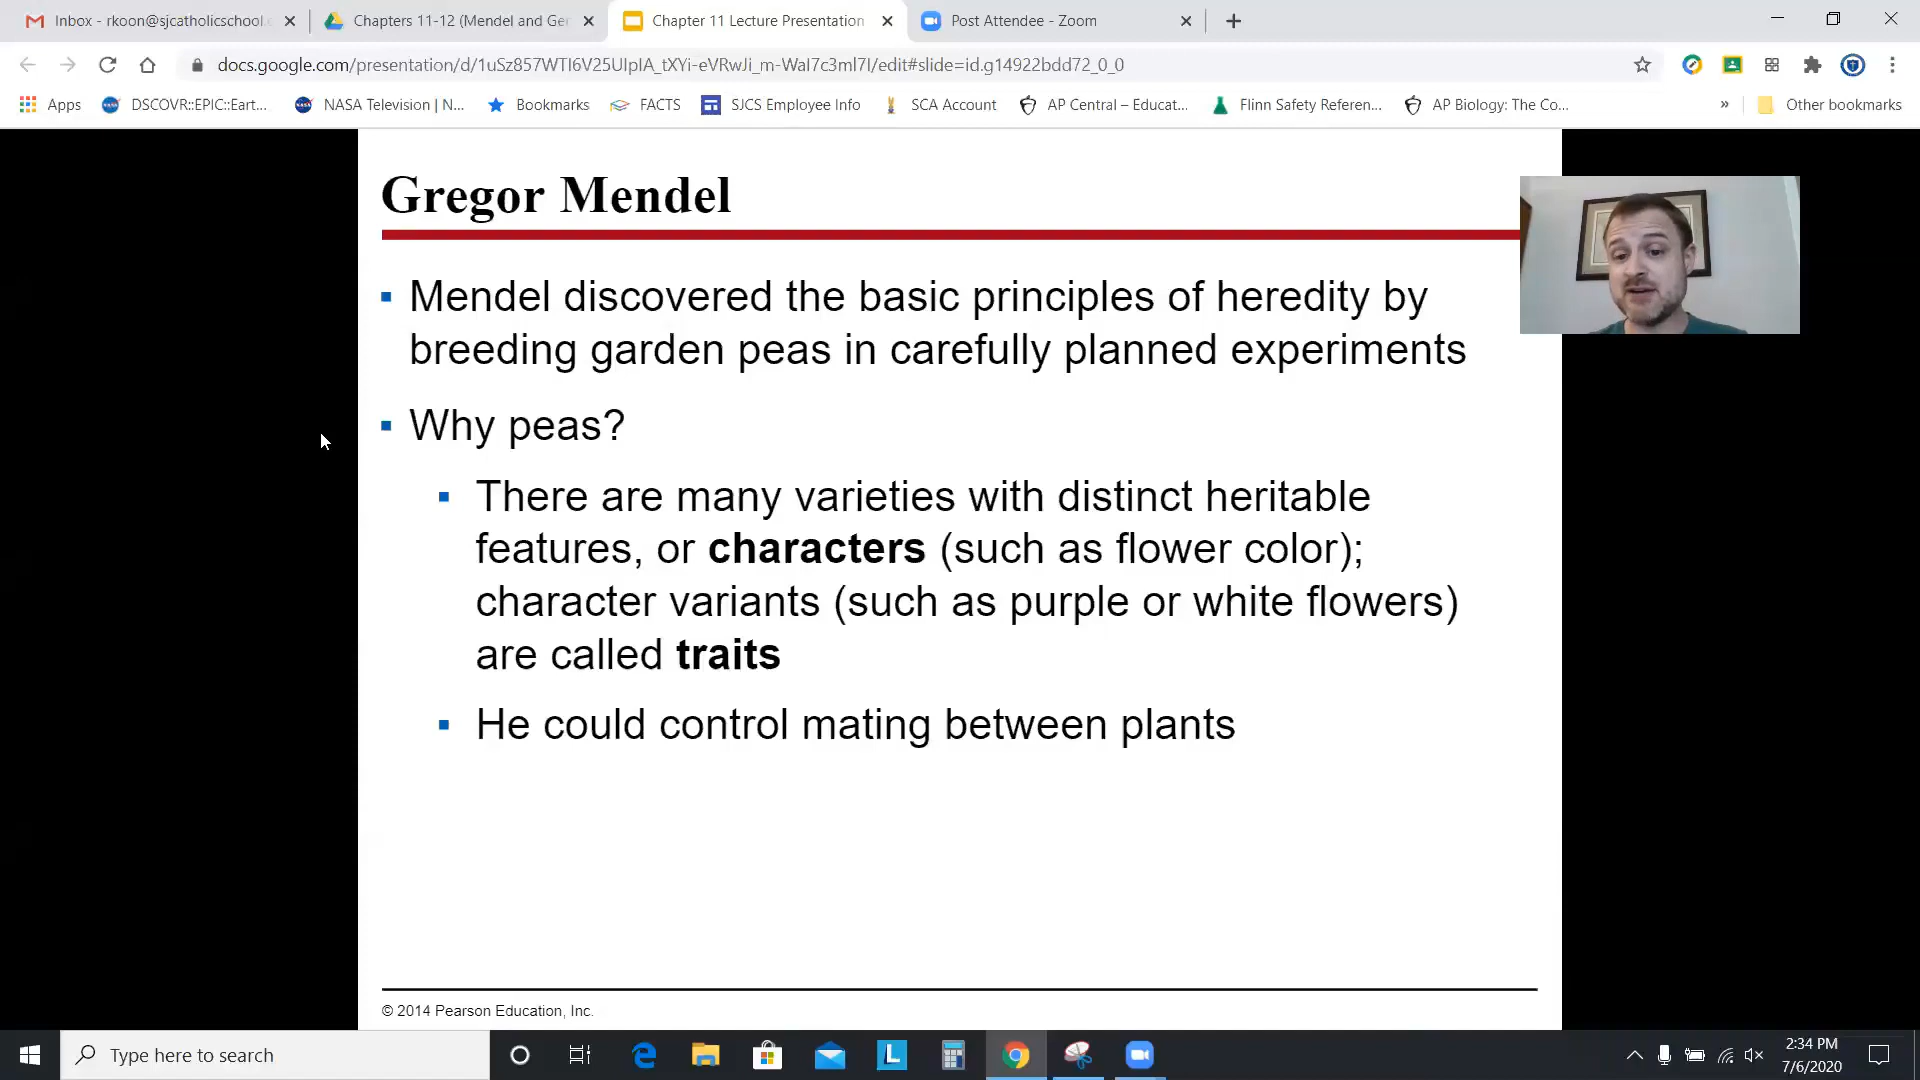 Inbox - rkoon@sjcatholicschool.
Chapters 11-12 (Mendel and Ge
Chapter 11 Lecture Presentation
Post Attendee - Zoom
docs.google.com/presentation/d/1uSz857WTI6V25UIpIA_tXYi-eVRwJi_m-WaI7c3ml7I/edit#slide=id.g14922bdd72_0_0
Apps
DSCOVR::EPIC::Eart...
NASA Television | N...
Bookmarks
FACTS
SJCS Employee Info
SCA Account
AP Central – Educat...
Flinn Safety Referen...
AP Biology: The Co...
»
Other bookmarks
Gregor Mendel
▪ Mendel discovered the basic principles of heredity by
breeding garden peas in carefully planned experiments
▪ Why peas?
▪ There are many varieties with distinct heritable
features, or characters (such as flower color);
character variants (such as purple or white flowers)
are called traits
▪ He could control mating between plants
© 2014 Pearson Education, Inc.
Type here to search
2:34 PM
7/6/2020